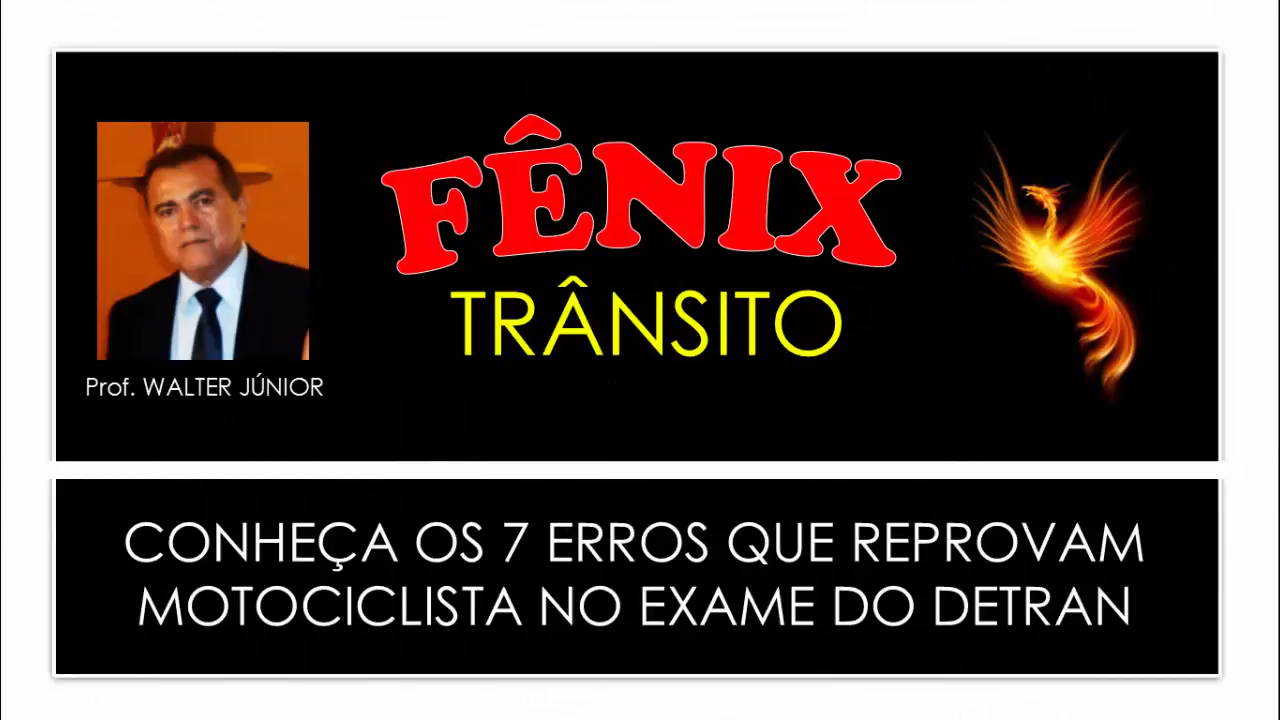 FÊNIX
TRÂNSITO
Prof. WALTER JÚNIOR
CONHEÇA OS 7 ERROS QUE REPROVAM
MOTOCICLISTA NO EXAME DO DETRAN